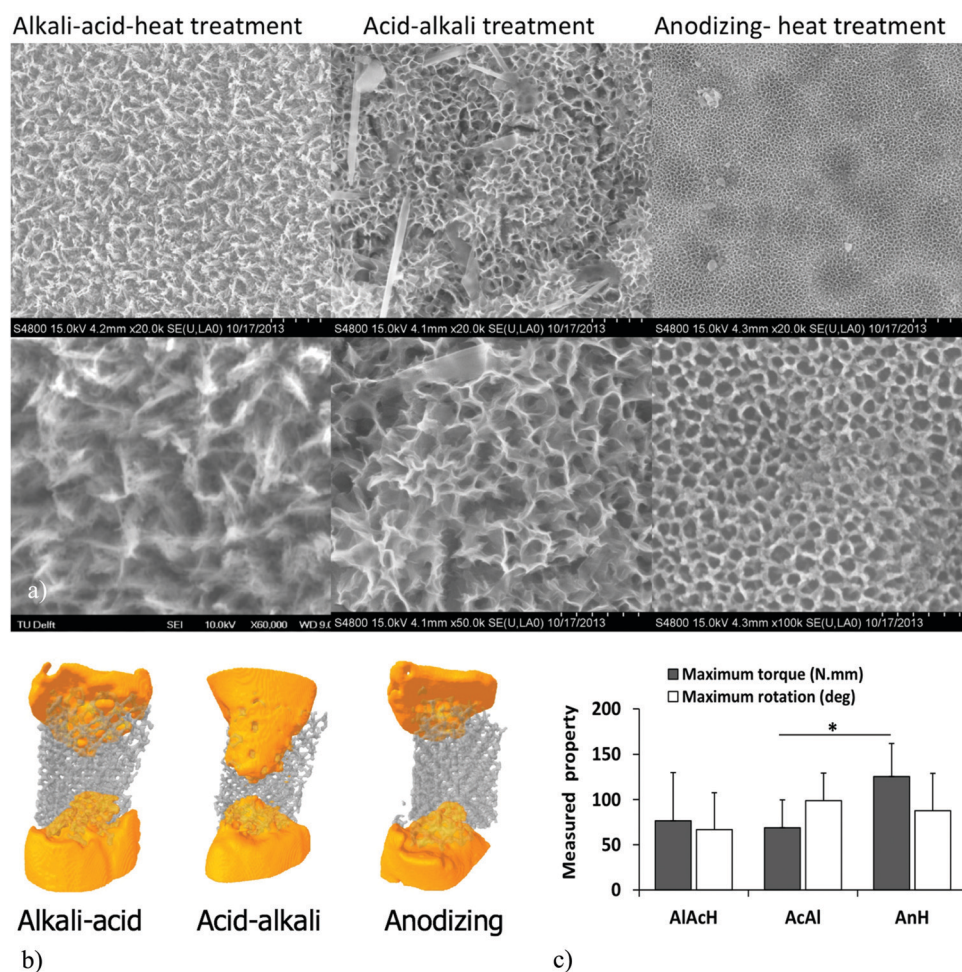 Alkali-acid-heat treatment
Acid-alkali treatment
Anodizing- heat treatment
S4800 15.0kV 4.2mm x20.0k SE(U,LA0) 10/17/2013
S4800 15.0kV 4.1mm x20.0k SE(U,LA0) 10/17/2013
S4800 15.0kV 4.3mm x20.0k SE(U,LA0) 10/17/2013
a)
TU Delft SEI 10.0kV X60,000
S4800 15.0kV 4.1mm x50.0k SE(U,LA0) 10/17/2013
S4800 15.0kV 4.3mm x100k SE(U,LA0) 10/17/2013
Alkali-acid
Acid-alkali
Anodizing
b)
Maximum torque (N.mm)
Maximum rotation (deg)
Measured property
200
150
100
50
0
*
AlAcH
AcAl
AnH
c)